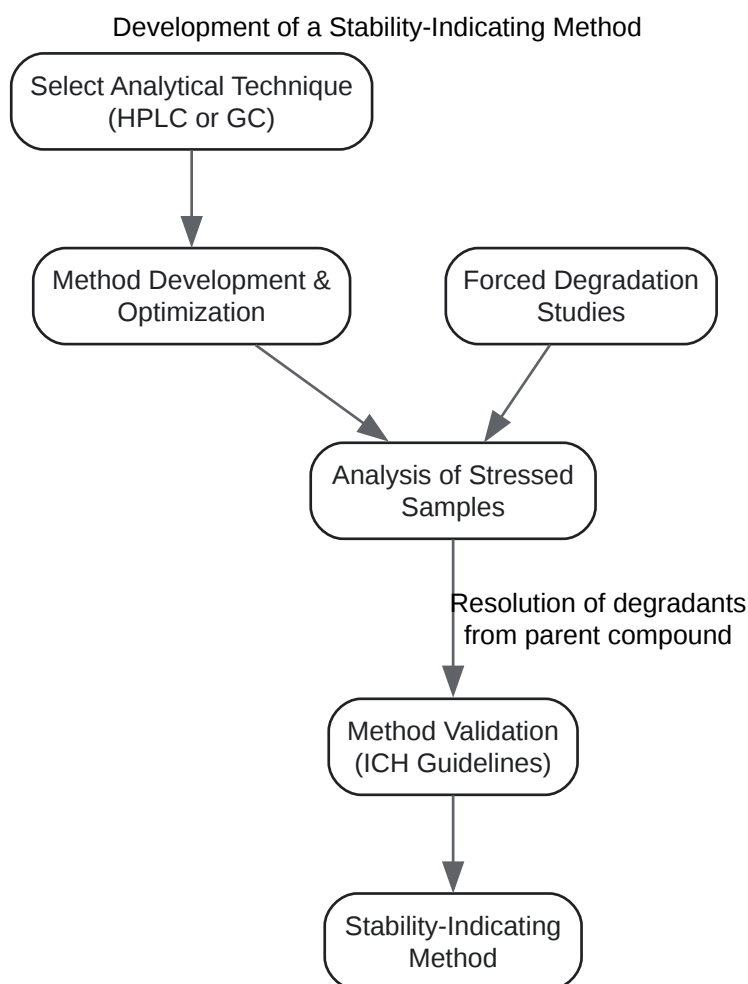 Development of a Stability-Indicating Method
Select Analytical Technique
(HPLC or GC)
Method Development &
Optimization
Forced Degradation
Studies
Analysis of Stressed
Samples
Resolution of degradants
from parent compound
Method Validation
(ICH Guidelines)
Stability-Indicating
Method